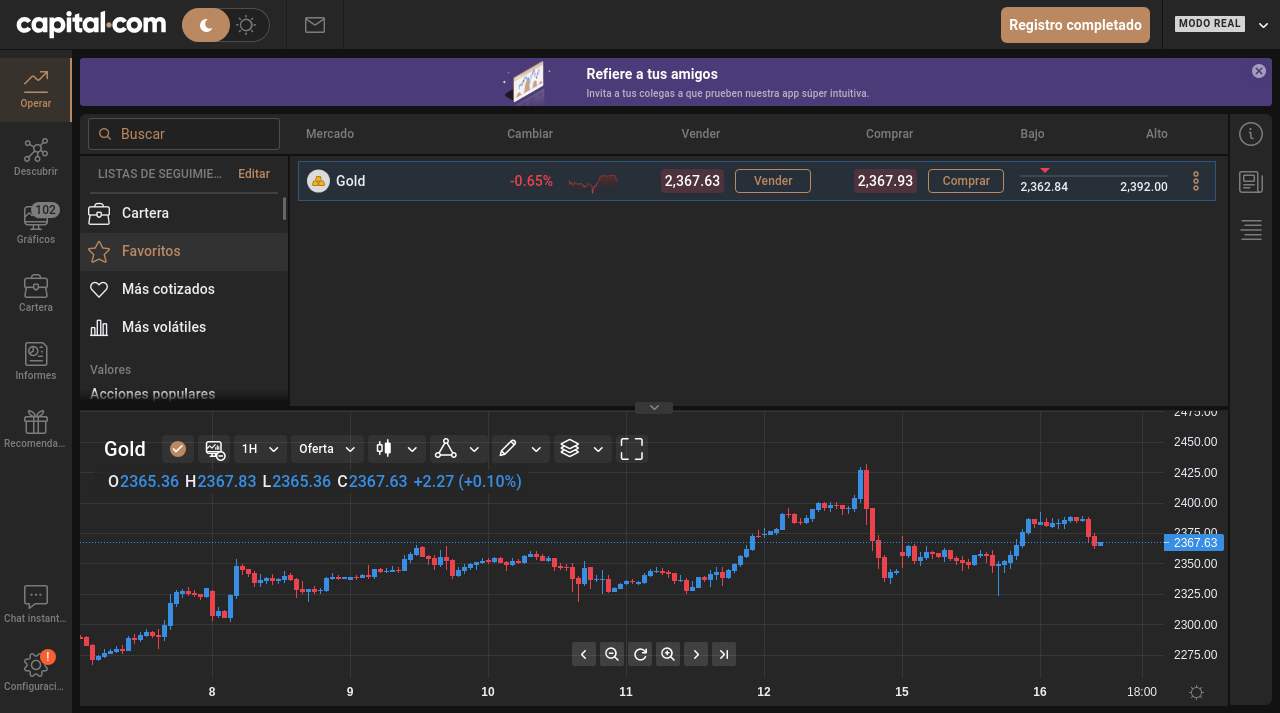 capital.com
Registro completado
MODO REAL
Refiere a tus amigos
Invita a tus colegas a que prueben nuestra app súper intuitiva.
Operar
Descubrir
102
Gráficos
Cartera
Informes
Recomenda...
Chat instant...
!
Configuraci...
Buscar
LISTAS DE SEGUIMIE... Editar
Cartera
Favoritos
Más cotizados
Más volátiles
Valores
Acciones populares
Mercado Cambiar Vender Comprar Bajo Alto
Gold -0.65% 2,367.63 Vender 2,367.93 Comprar 2,362.84 2,392.00
Gold 1H Oferta
O2365.36 H2367.83 L2365.36 C2367.63 +2.27 (+0.10%)
2475.00
2450.00
2425.00
2400.00
2375.00
2367.63
2350.00
2325.00
2300.00
2275.00
8 9 10 11 12 15 16 18:00